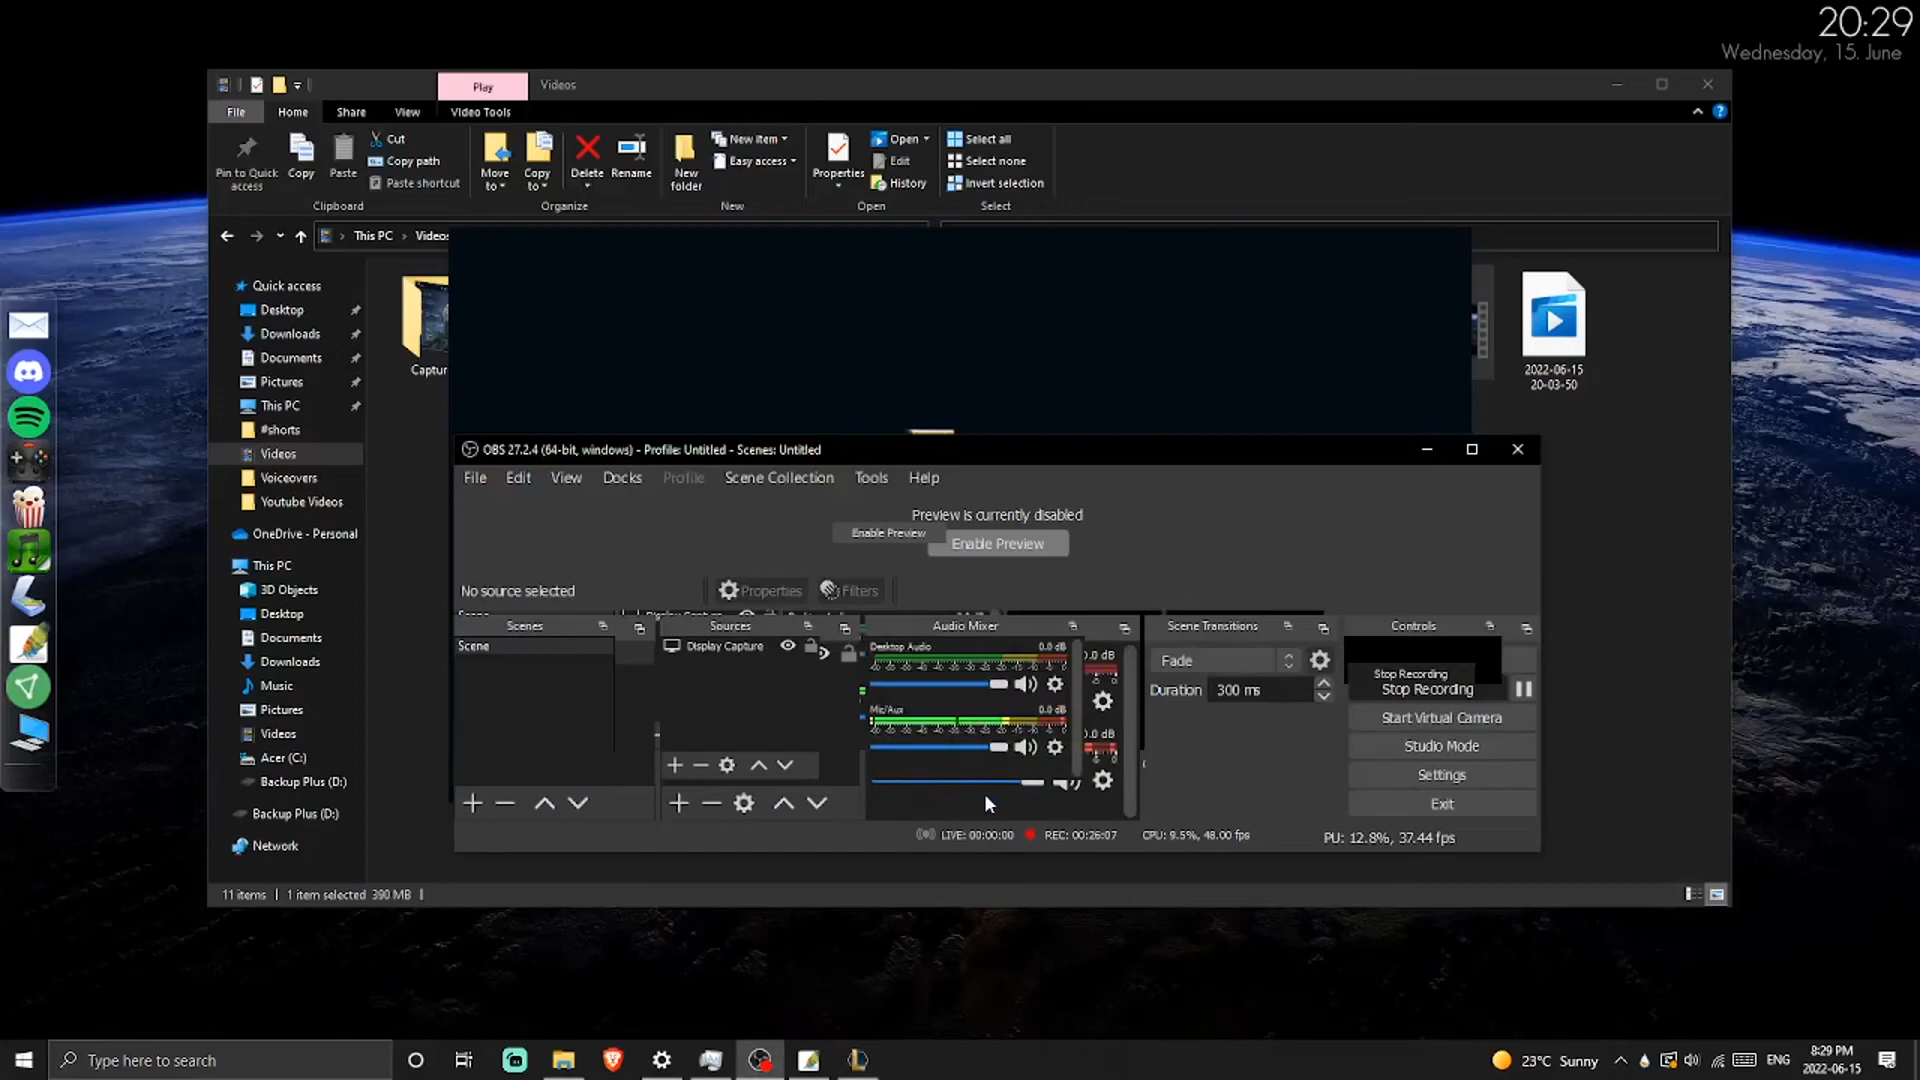 20:29
Wednesday, 15. June
Play
Videos
File
Home
Share
View
Video Tools
Pin to Quick access
Copy
Paste
Cut
Copy path
Paste shortcut
Clipboard
Move to
Copy to
Delete
Rename
Organize
New folder
New item
Easy access
New
Properties
Open
Edit
History
Open
Select all
Select none
Invert selection
Select
This PC
Videos
Quick access
Desktop
Downloads
Documents
Pictures
This PC
#shorts
Videos
Voiceovers
Youtube Videos
OneDrive - Personal
This PC
3D Objects
Desktop
Documents
Downloads
Music
Pictures
Videos
Acer (C:)
Backup Plus (D:)
Backup Plus (D:)
Network
Captur
2022-06-15
20-03-50
OBS 27.2.4 (64-bit, windows) - Profile: Untitled - Scenes: Untitled
File
Edit
View
Docks
Profile
Scene Collection
Tools
Help
Preview is currently disabled
Enable Preview
Enable Preview
No source selected
Properties
Filters
Scenes
Sources
Audio Mixer
Scene Transitions
Controls
Scene
Display Capture
Desktop Audio
0.0 dB
0.0 dB
Mic/Aux
0.0 dB
0.0 dB
Fade
Duration
300 ms
Stop Recording
Stop Recording
Start Virtual Camera
Studio Mode
Settings
Exit
LIVE: 00:00:00
REC: 00:26:07
CPU: 9.5%, 48.00 fps
PU: 12.8%, 37.44 fps
11 items
1 item selected 390 MB
Type here to search
23°C Sunny
ENG
8:29 PM
2022-06-15